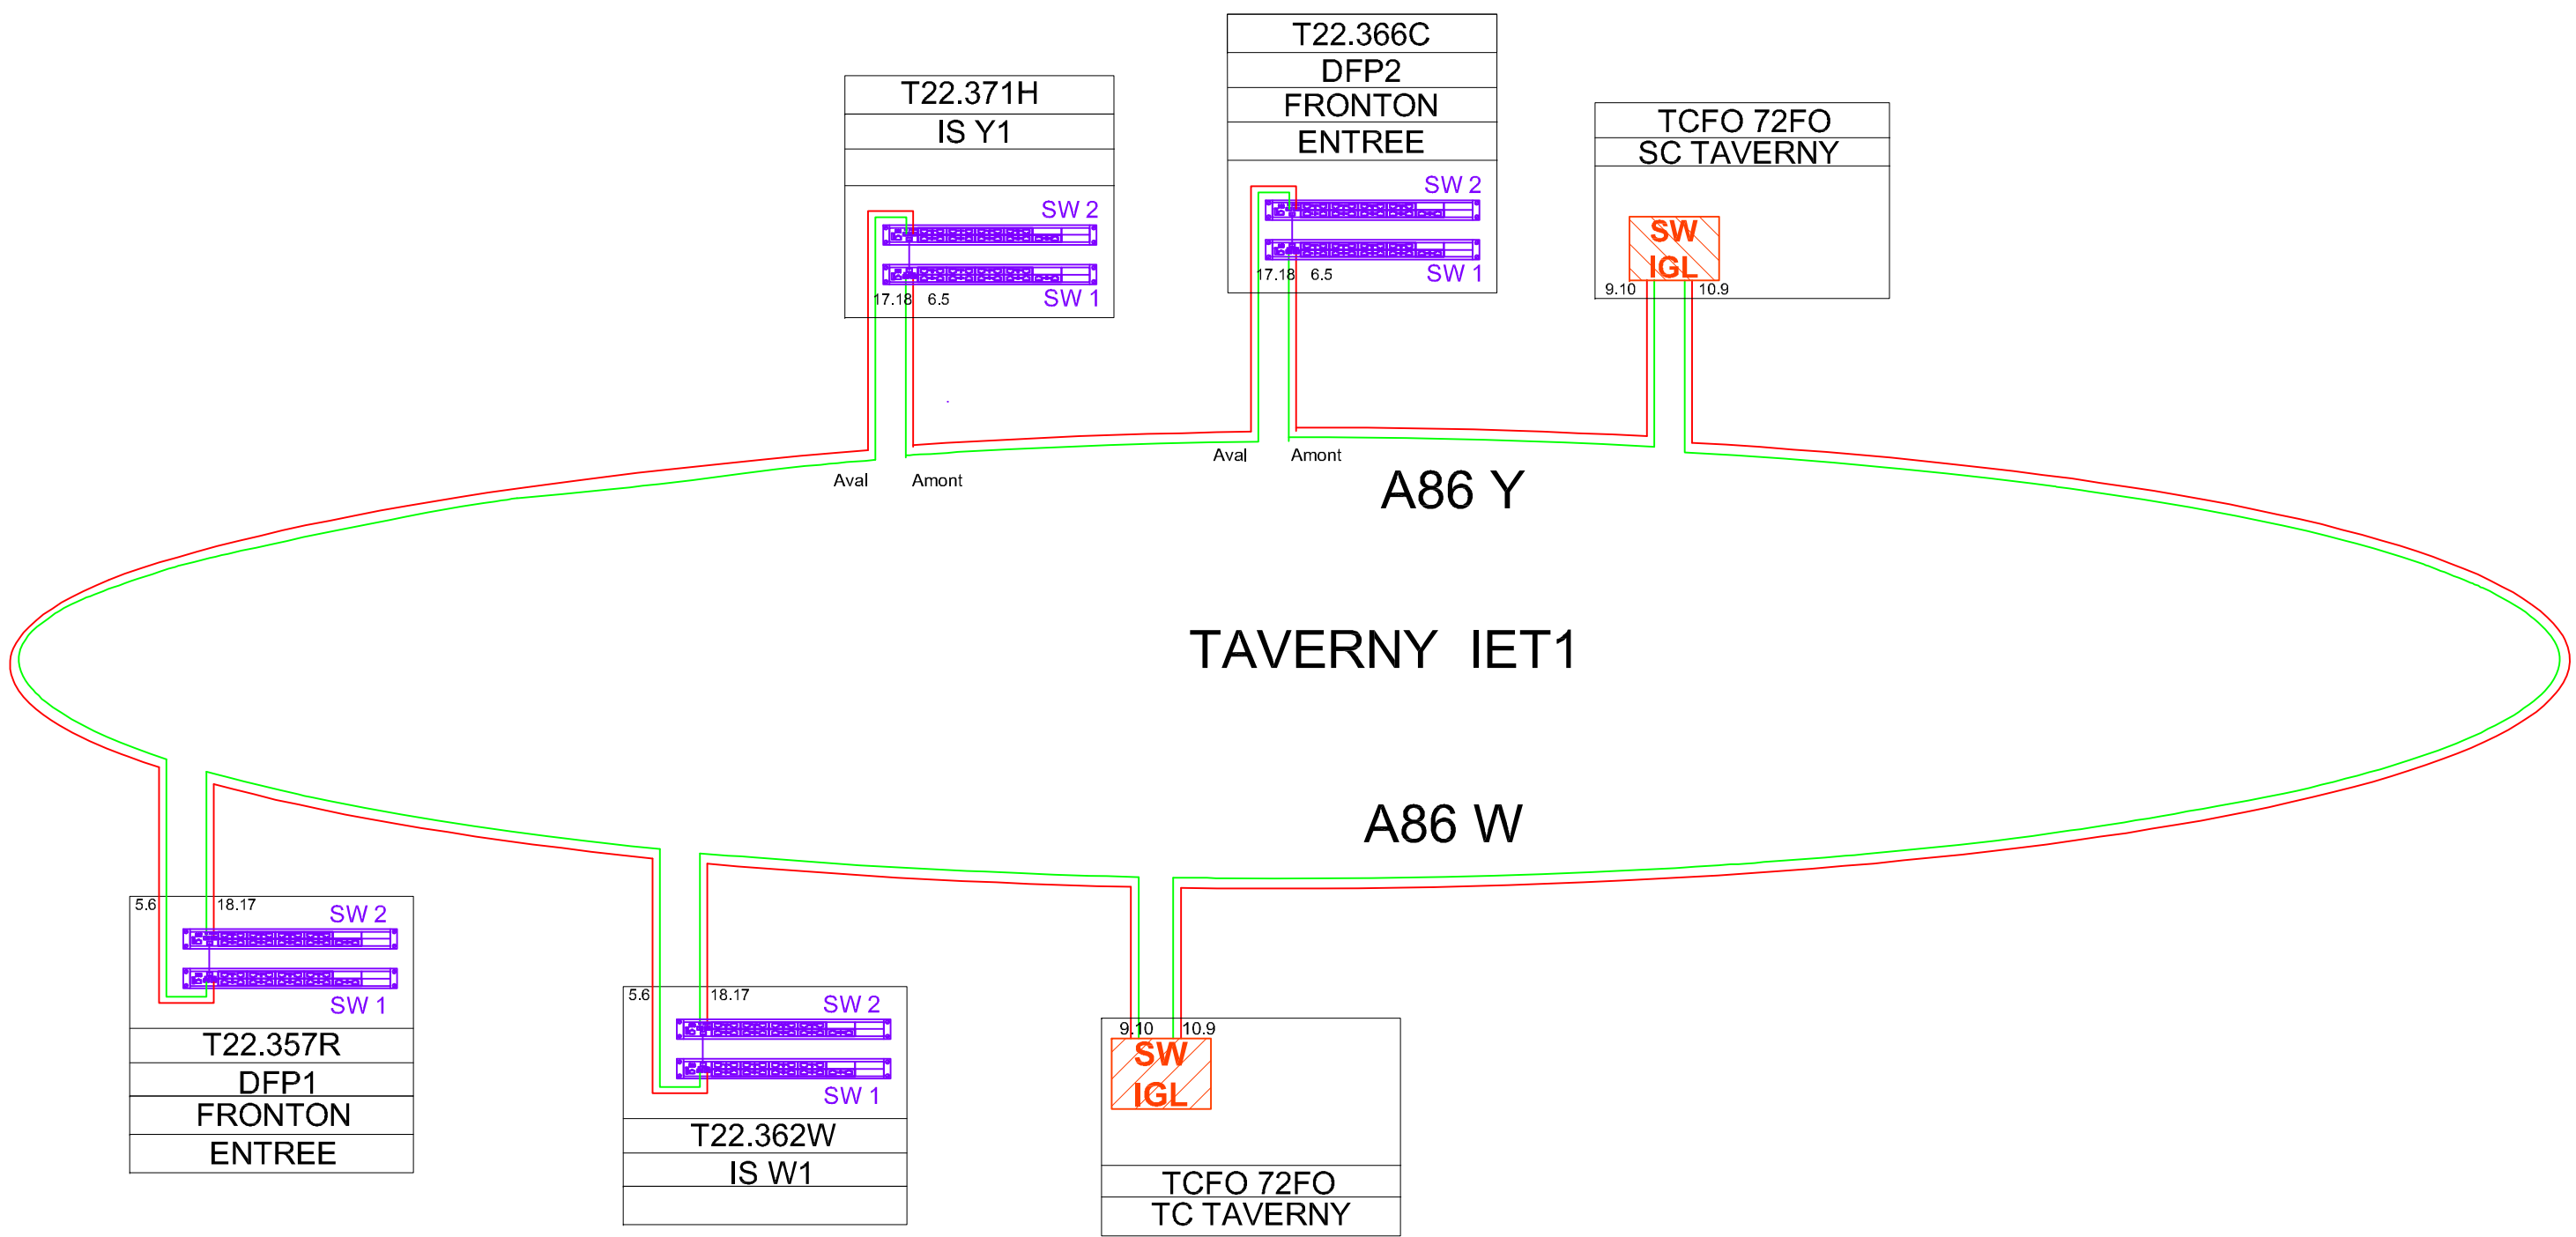 T22.366C
DFP2
FRONTON
ENTREE
SW 2
SW 1
17.18 6.5
T22.371H
IS Y1
SW 2
SW 1
17.18 6.5
TCFO 72FO
SC TAVERNY
SW
IGL
9.10 10.9
Aval Amont
Aval Amont
A86 Y
TAVERNY IET1
A86 W
5.6 18.17
SW 2
SW 1
T22.357R
DFP1
FRONTON
ENTREE
5.6 18.17
SW 2
SW 1
T22.362W
IS W1
9.10 10.9
SW
IGL
TCFO 72FO
TC TAVERNY